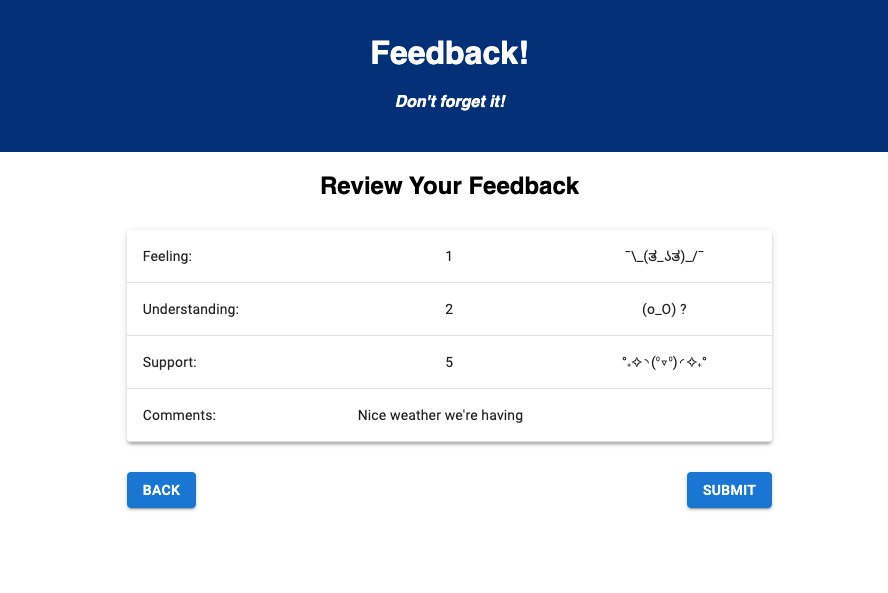 Feedback!
Don't forget it!
Review Your Feedback
Feeling: 1 ¯\_(ತ_ʖತ)_/¯
Understanding: 2 (o_O) ?
Support: 5 °˖✧◝(⁰▿⁰)◜✧˖°
Comments: Nice weather we're having
BACK SUBMIT